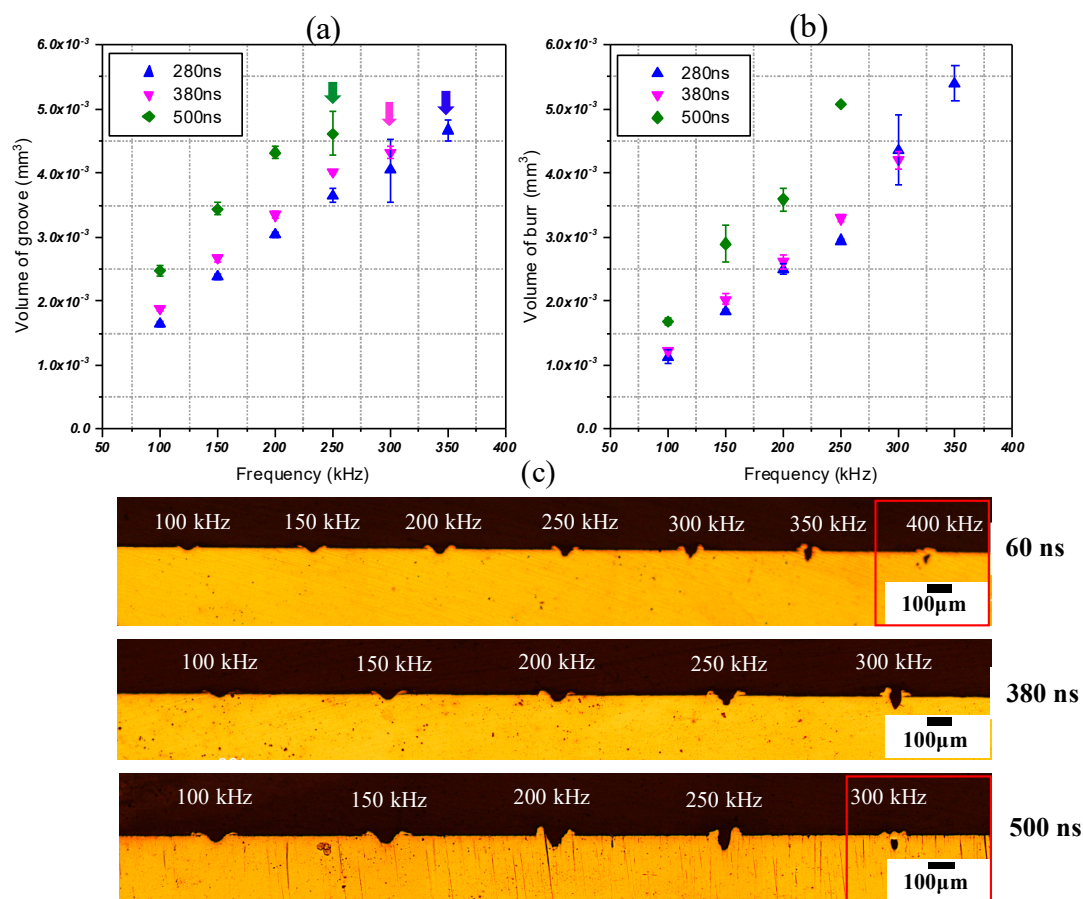 (a)
6.0x10-3
5.0x10-3
4.0x10-3
3.0x10-3
2.0x10-3
1.0x10-3
0.0
Volume of groove (mm3)
280ns
380ns
500ns
50 100 150 200 250 300 350 400
Frequency (kHz)
(b)
6.0x10-3
5.0x10-3
4.0x10-3
3.0x10-3
2.0x10-3
1.0x10-3
0.0
Volume of burr (mm3)
280ns
380ns
500ns
50 100 150 200 250 300 350 400
Frequency (kHz)
(c)
100 kHz 150 kHz 200 kHz 250 kHz 300 kHz 350 kHz 400 kHz
60 ns
100µm
100 kHz 150 kHz 200 kHz 250 kHz 300 kHz
380 ns
100µm
100 kHz 150 kHz 200 kHz 250 kHz 300 kHz
500 ns
100µm